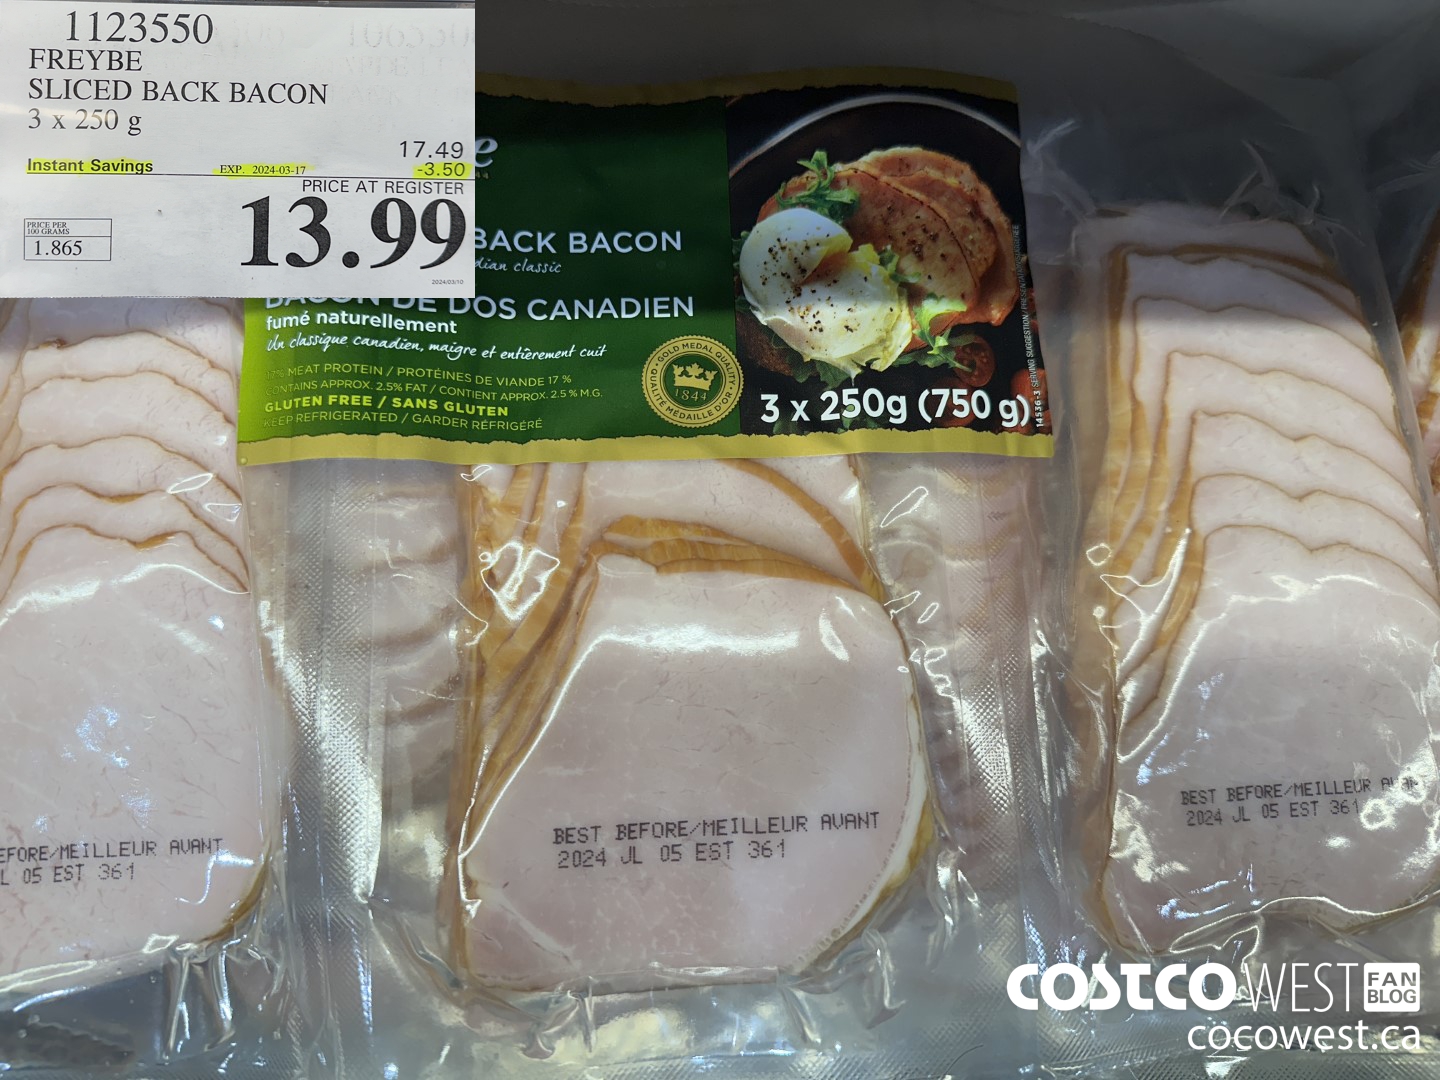 1123550
FREYBE
SLICED BACK BACON
3 x 250 g
17.49
Instant Savings EXP. 2024-03-17 -3.50
PRICE AT REGISTER
13.99
PRICE PER
100 GRAMS
1.865
2024/03/10
BACK BACON
classic
BACON DE DOS CANADIEN
fumé naturellement
Un classique canadien, maigre et entièrement cuit
MEAT PROTEIN / PROTÉINES DE VIANDE 17 %
CONTAINS APPROX. 2.5% FAT / CONTIENT APPROX. 2.5 % M.G.
GLUTEN FREE / SANS GLUTEN
KEEP REFRIGERATED / GARDER RÉFRIGÉRÉ
GOLD MEDAL QUALITY
1844
QUALITÉ MÉDAILLE D'OR
3 x 250g (750 g)
14536-3 SERVING SUGGESTION
BEST BEFORE/MEILLEUR AVANT
2024 JL 05 EST 361
MEILLEUR AVANT
05 EST 361
BEST BEFORE/MEILLEUR
2024 JL 05 EST 361
COSTCO WEST FAN BLOG
cocowest.ca